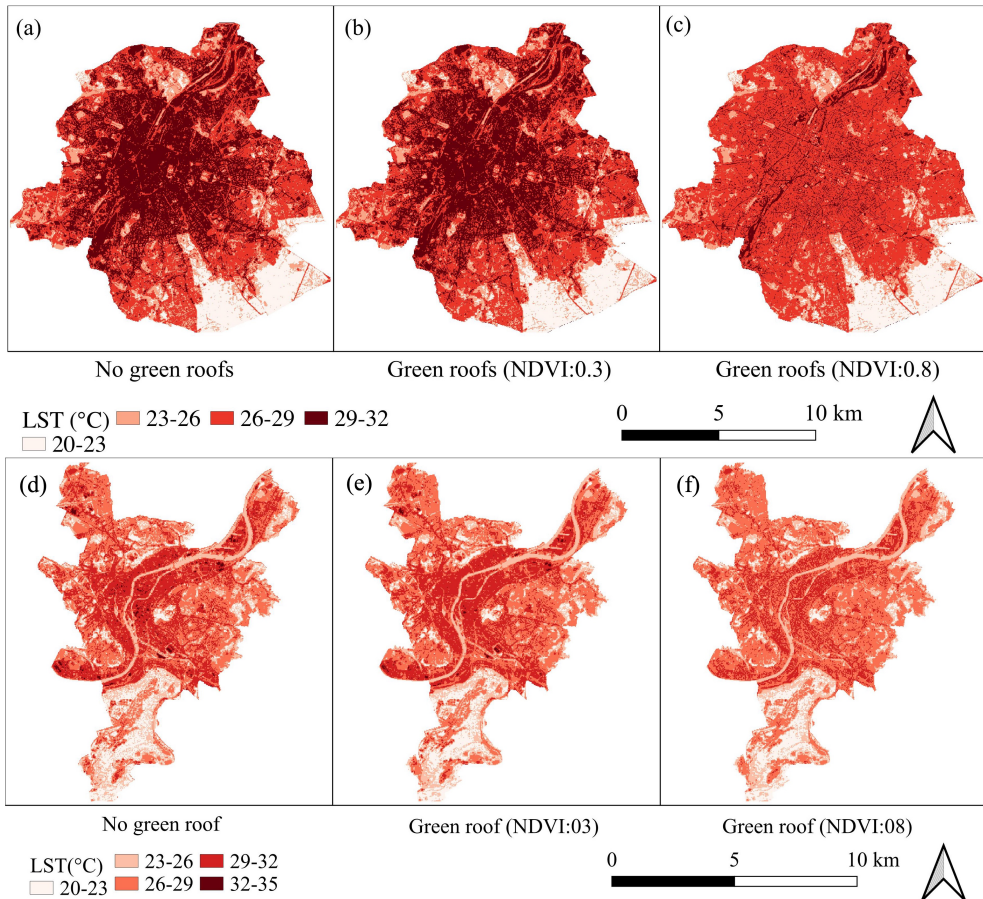 (a) (b) (c)
No green roofs Green roofs (NDVI:0.3) Green roofs (NDVI:0.8)
LST (°C) 23-26 26-29 29-32
20-23
0 5 10 km
(d) (e) (f)
No green roof Green roof (NDVI:03) Green roof (NDVI:08)
LST(°C) 23-26 29-32
20-23 26-29 32-35
0 5 10 km